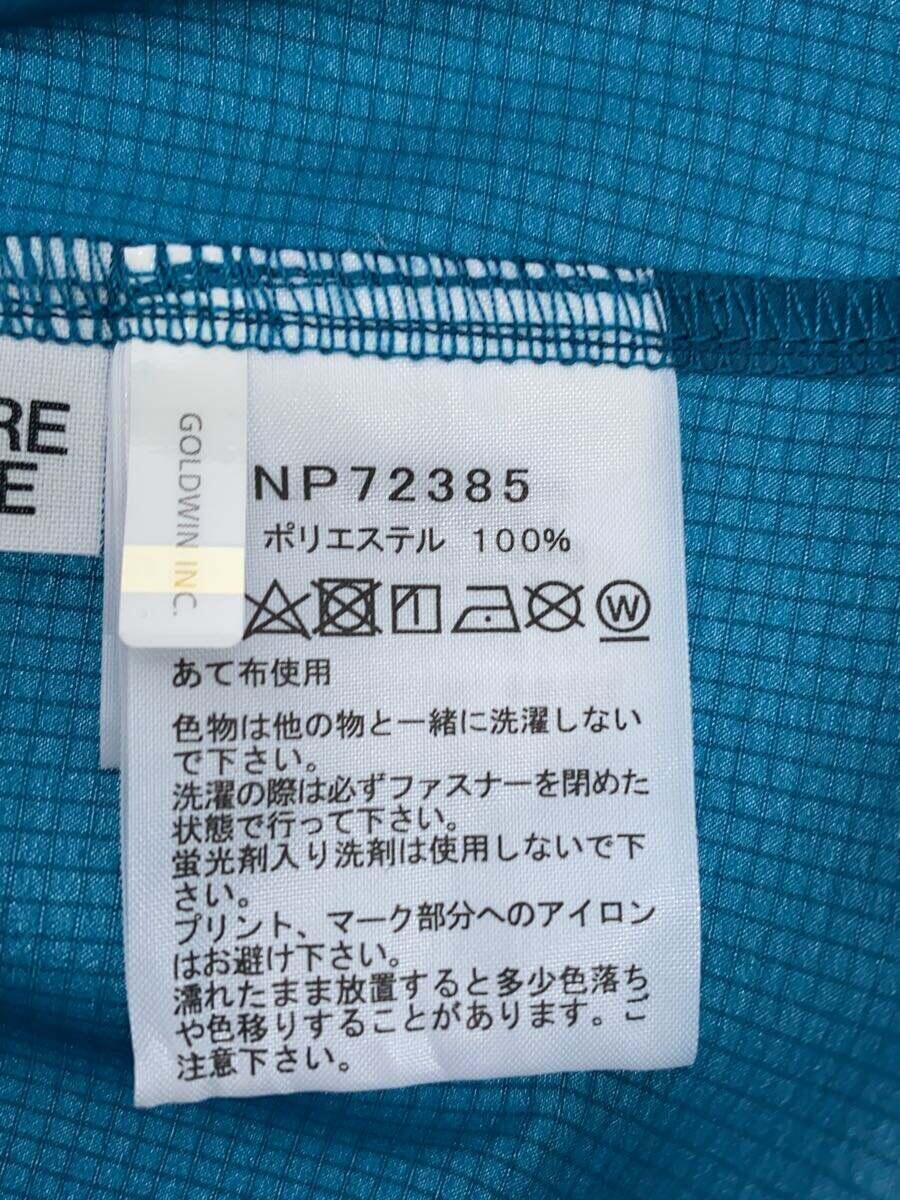 RE
E
GOLDWIN INC.
NP72385
ポリエステル 100%
W
あて布使用
色物は他の物と一緒に洗濯しない
で下さい。
洗濯の際は必ずファスナーを閉めた
状態で行って下さい。
蛍光剤入り洗剤は使用しないで下
さい。
プリント、マーク部分へのアイロン
はお避け下さい。
濡れたまま放置すると多少色落ち
や色移りすることがあります。ご
注意下さい。